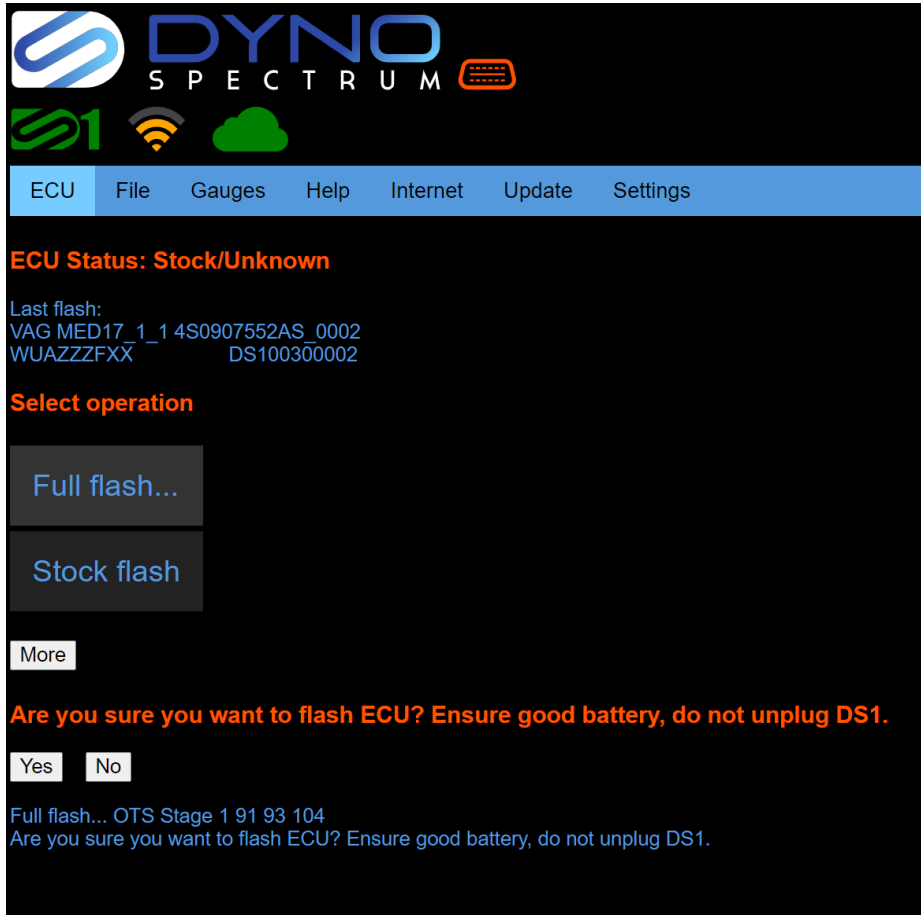 DYNO
SPECTRUM
S1
ECU File Gauges Help Internet Update Settings
ECU Status: Stock/Unknown
Last flash:
VAG MED17_1_1 4S0907552AS_0002
WUAZZZFXX DS100300002
Select operation
Full flash...
Stock flash
More
Are you sure you want to flash ECU? Ensure good battery, do not unplug DS1.
Yes No
Full flash... OTS Stage 1 91 93 104
Are you sure you want to flash ECU? Ensure good battery, do not unplug DS1.